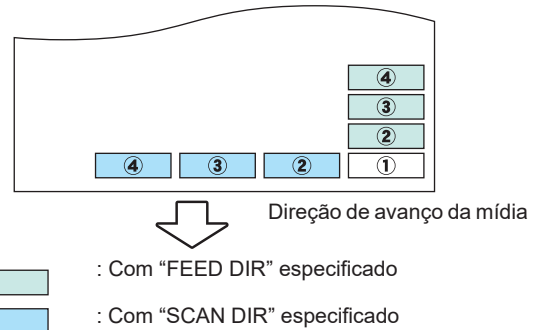 ④
③
②
④ ③ ② ①
Direção de avanço da mídia
: Com “FEED DIR” especificado
: Com “SCAN DIR” especificado